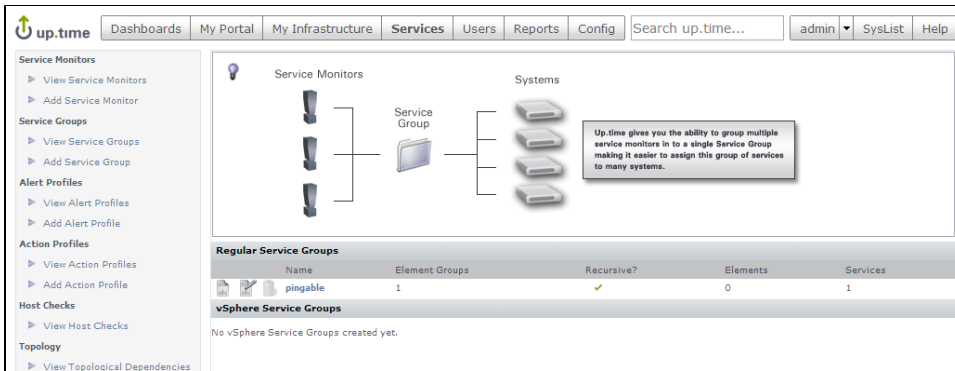 up.time Dashboards My Portal My Infrastructure Services Users Reports Config Search up.time... admin SysList Help
Service Monitors
View Service Monitors
Add Service Monitor
Service Groups
View Service Groups
Add Service Group
Alert Profiles
View Alert Profiles
Add Alert Profile
Action Profiles
View Action Profiles
Add Action Profile
Host Checks
View Host Checks
Topology
View Topological Dependencies
Service Monitors
Service
Group
Systems
Up.time gives you the ability to group multiple
service monitors in to a single Service Group
making it easier to assign this group of services
to many systems.
Regular Service Groups
Name Element Groups Recursive? Elements Services
pingable 1 0 1
vSphere Service Groups
No vSphere Service Groups created yet.